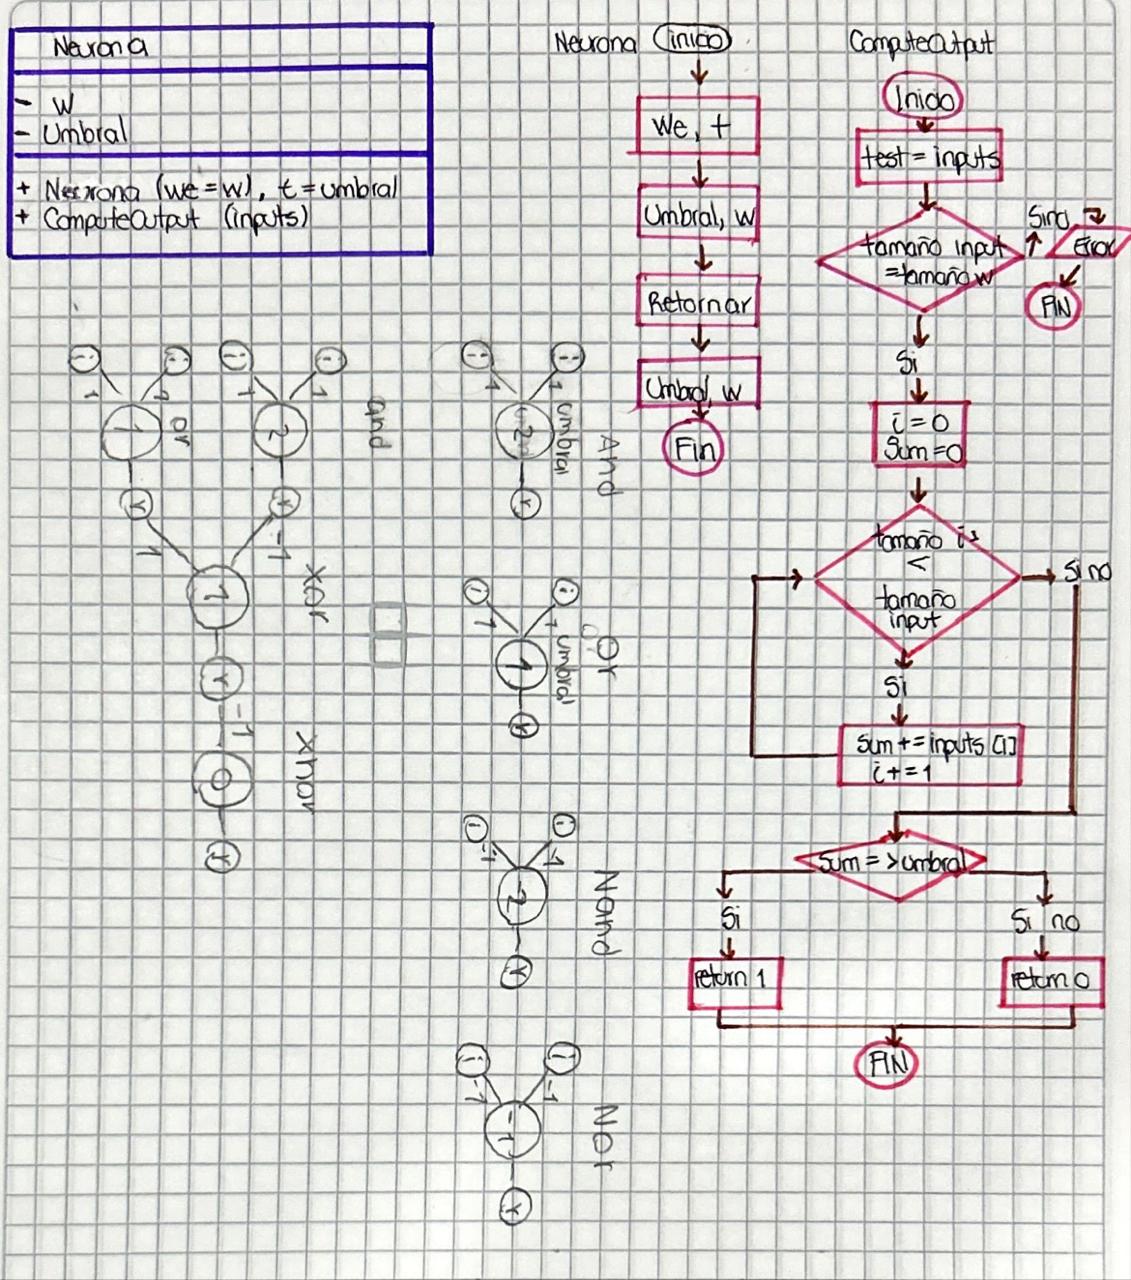 Neurona
- w
- Umbral
+ Neurona (we=w), t=umbral
+ ComputeOutput (inputs)
Neurona inicio
We, t
Umbral, w
Retornar
Umbral, w
Fin
ComputeOutput
Inicio
test = inputs
tamaño input
=tamaño w
Sino
Error
FIN
Si
i=0
Sum=0
tamaño i
<
tamaño
input
Si no
Si
Sum += inputs [i]
i+=1
Sum = >umbral
Si
return 1
Si no
return 0
FIN
i
i
1
1
1
or
Y
1
i
i
1
1
2
and
Y
-1
1
Xor
Y
-1
0
Xnor
Y
i
i
1
1
2
umbral
And
Y
i
i
1
1
1
umbral
Or
Y
i
i
-1
-1
Nand
Y
i
i
-1
-1
-1
Nor
Y